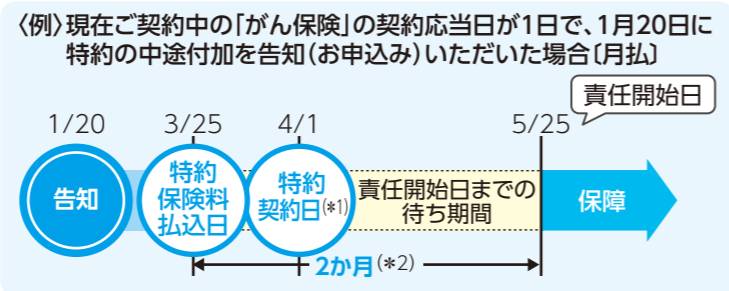 〈例〉現在ご契約中の「がん保険」の契約応当日が1日で、1月20日に
特約の中途付加を告知(お申込み)いただいた場合〔月払〕
責任開始日
1/20 3/25 4/1 5/25
告知
特約
保険料
払込日
特約
契約日(*1)
責任開始日までの
待ち期間
保障
2か月(*2)